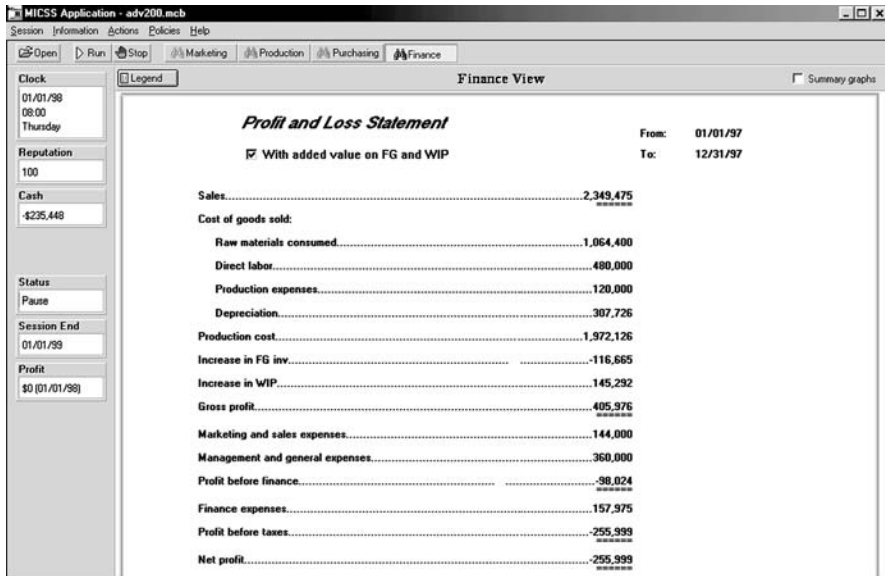 MICSS Application - adv200.mcb
Session Information Actions Policies Help
Open Run Stop Marketing Production Purchasing Finance
Clock
01/01/98
08:00
Thursday
Reputation
100
Cash
-$235,448
Status
Pause
Session End
01/01/99
Profit
$0 (01/01/98)
Legend Finance View Summary graphs
Profit and Loss Statement
With added value on FG and WIP
From: 01/01/97
To: 12/31/97
Sales 2,349,475
Cost of goods sold:
Raw materials consumed 1,064,400
Direct labor 480,000
Production expenses 120,000
Depreciation 307,726
Production cost 1,972,126
Increase in FG inv. -116,665
Increase in WIP 145,292
Gross profit 405,976
Marketing and sales expenses 144,000
Management and general expenses 360,000
Profit before finance -98,024
Finance expenses 157,975
Profit before taxes -255,999
Net profit -255,999